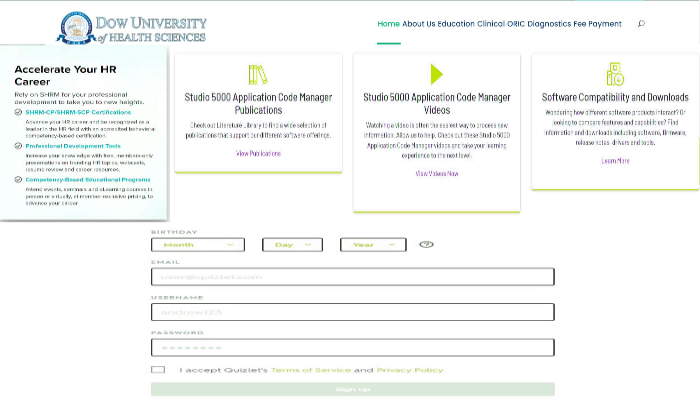 DOW UNIVERSITY
of HEALTH SCIENCES
Home About Us Education Clinical ORIC Diagnostics Fee Payment
Accelerate Your HR
Career
Rely on SHRM for your professional
development to take you to new heights.
SHRM-CP/SHRM-SCP Certifications
Advance your HR career and be recognized as a
leader in the HR field with an accredited behavioral
competency-based certification.
Professional Development Tools
Increase your knowledge with free, members-only
presentations on trending HR topics, webcasts,
resume review and career resources.
Competency-Based Educational Programs
Attend events, seminars and eLearning courses in
person or virtually, at member-exclusive pricing, to
advance your career.
Studio 5000 Application Code Manager
Publications
Check out Literature Library to find a wide selection of
publications that support our different software offerings.
View Publications
Studio 5000 Application Code Manager
Videos
Watching a video is often the easiest way to process new
information. Allow us to help. Check out these Studio 5000
Application Code Manager videos and take your learning
experience to the next level.
View Videos Now
Software Compatibility and Downloads
Wondering how different software products interact? Or
looking to compare features and capabilities? Find
information and downloads including software, firmware,
release notes, drivers and tools.
Learn More
BIRTHDAY
Month
Day
Year
EMAIL
user@quizlet.com
USERNAME
andrew123
PASSWORD
••••••••
I accept Quizlet's Terms of Service and Privacy Policy
Sign up